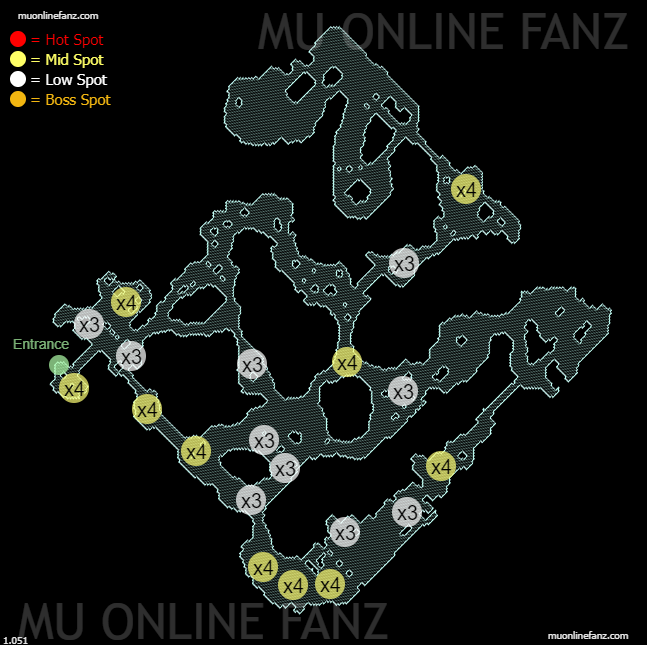 muonlinefanz.com
MU ONLINE FANZ
= Hot Spot
= Mid Spot
= Low Spot
= Boss Spot
x4
x3
x4
x3
Entrance
x3
x3
x4
x4
x3
x4
x3
x4
x3
x4
x3
x3
x3
x3
x4
x4
x4
MU ONLINE FANZ
1.051
muonlinefanz.com